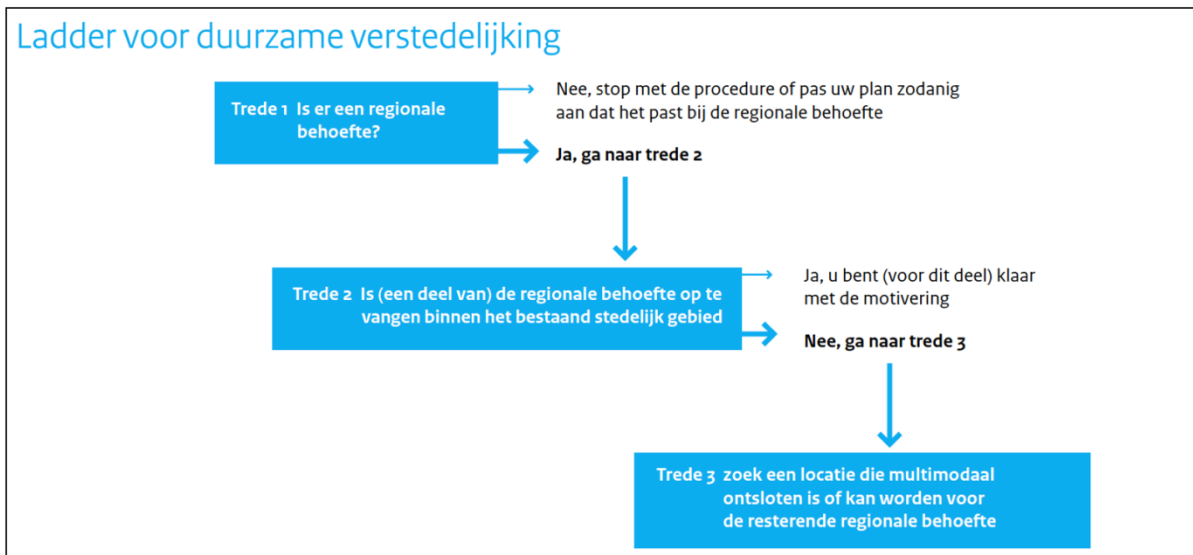 Ladder voor duurzame verstedelijking
Trede 1 Is er een regionale
behoefte?
Nee, stop met de procedure of pas uw plan zodanig
aan dat het past bij de regionale behoefte
Ja, ga naar trede 2
Trede 2 Is (een deel van) de regionale behoefte op te
vangen binnen het bestaand stedelijk gebied
Ja, u bent (voor dit deel) klaar
met de motivering
Nee, ga naar trede 3
Trede 3 zoek een locatie die multimodaal
ontsloten is of kan worden voor
de resterende regionale behoefte